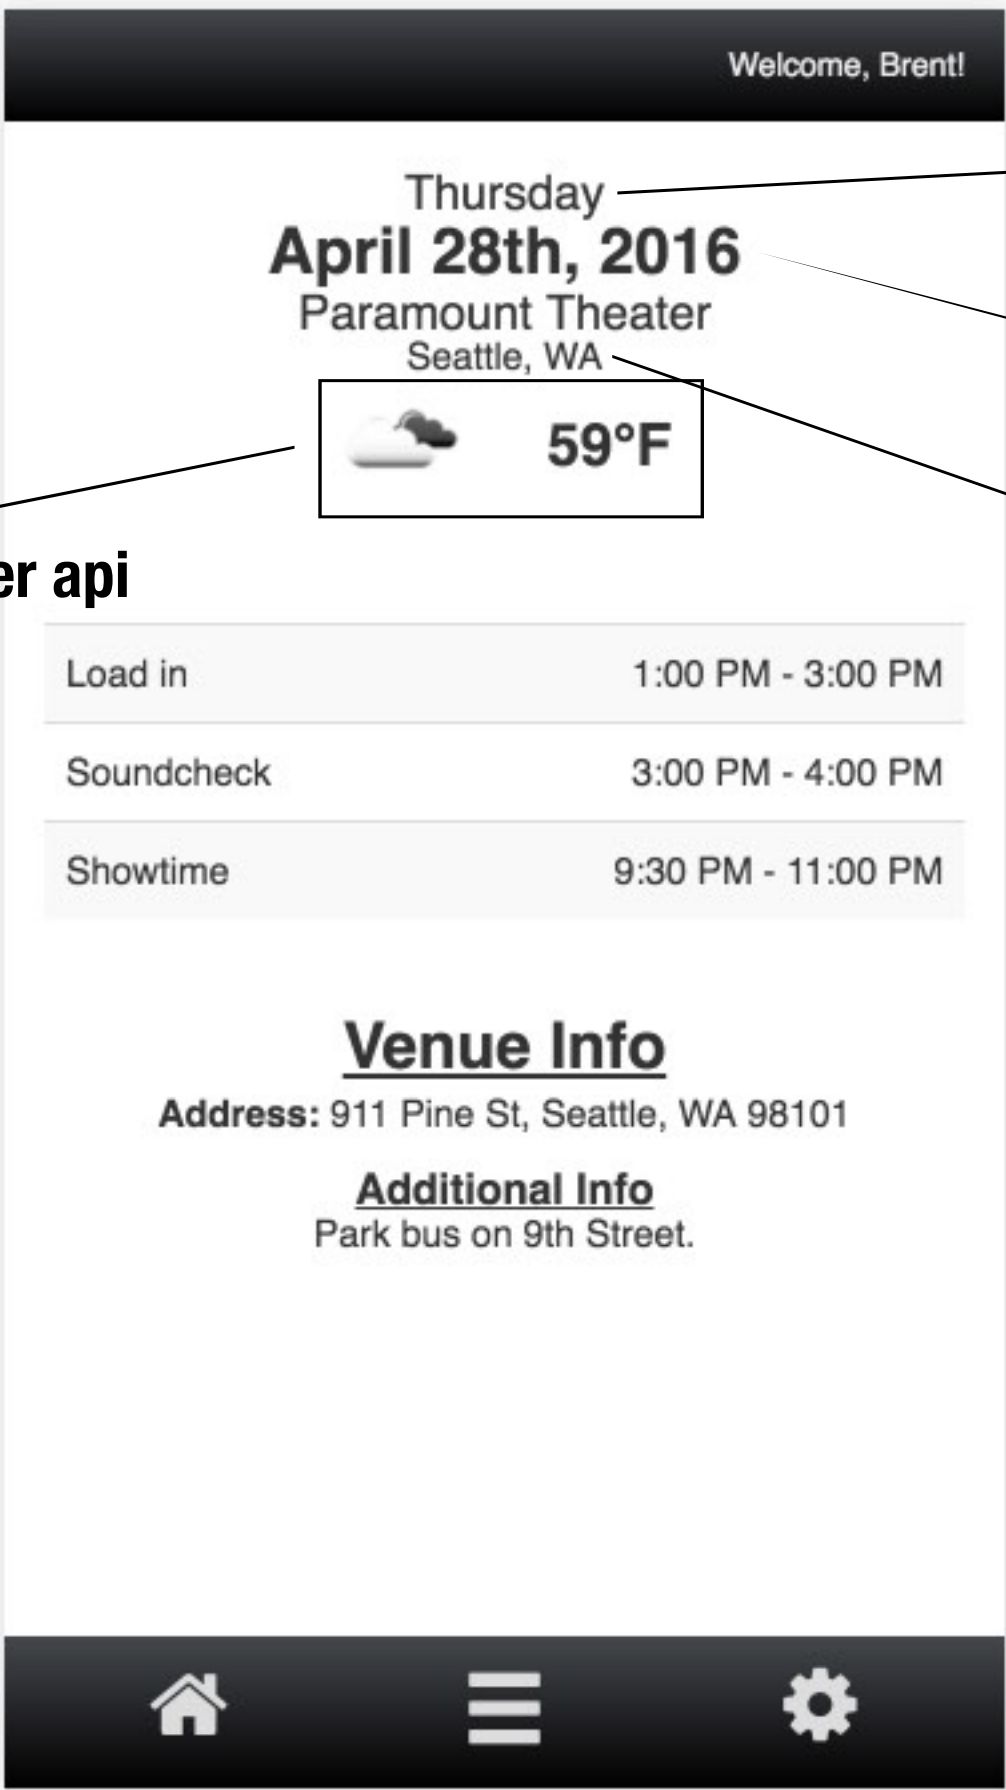 Welcome, Brent!
Thursday
April 28th, 2016
Paramount Theater
Seattle, WA
59°F
er api
Load in 1:00 PM - 3:00 PM
Soundcheck 3:00 PM - 4:00 PM
Showtime 9:30 PM - 11:00 PM
Venue Info
Address: 911 Pine St, Seattle, WA 98101
Additional Info
Park bus on 9th Street.